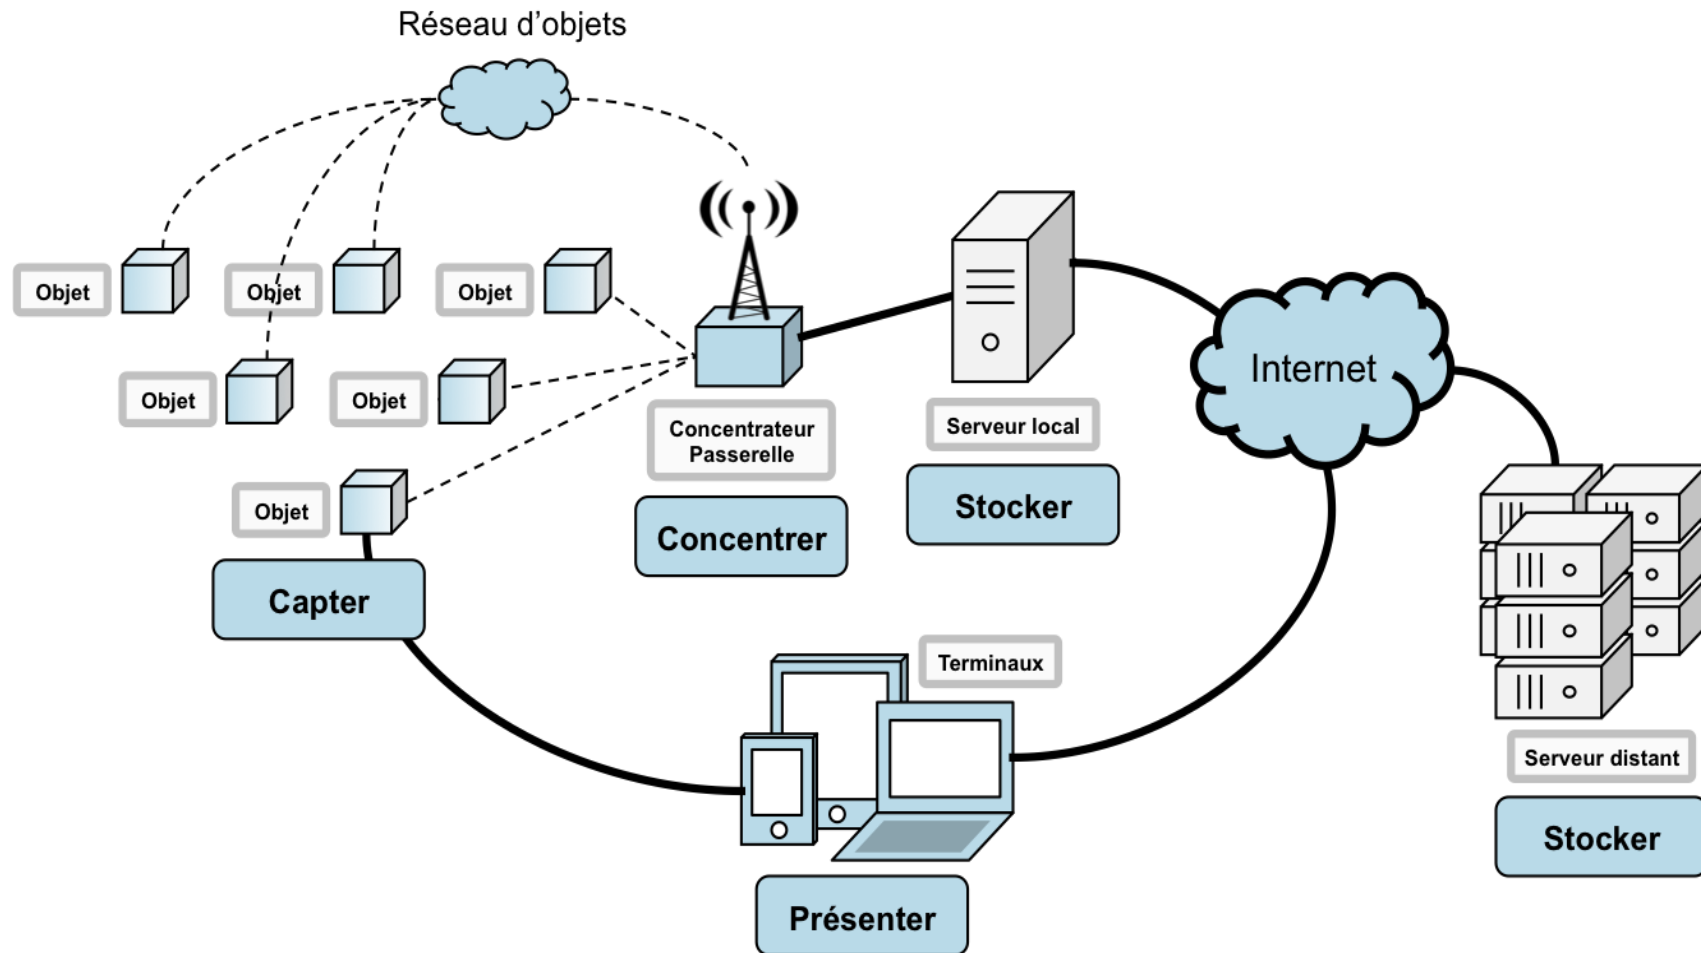 Réseau d’objets
Objet
Objet
Objet
Objet
Objet
Objet
Capter
Concentrateur
Passerelle
Concentrer
Serveur local
Stocker
Internet
Terminaux
Présenter
Serveur distant
Stocker